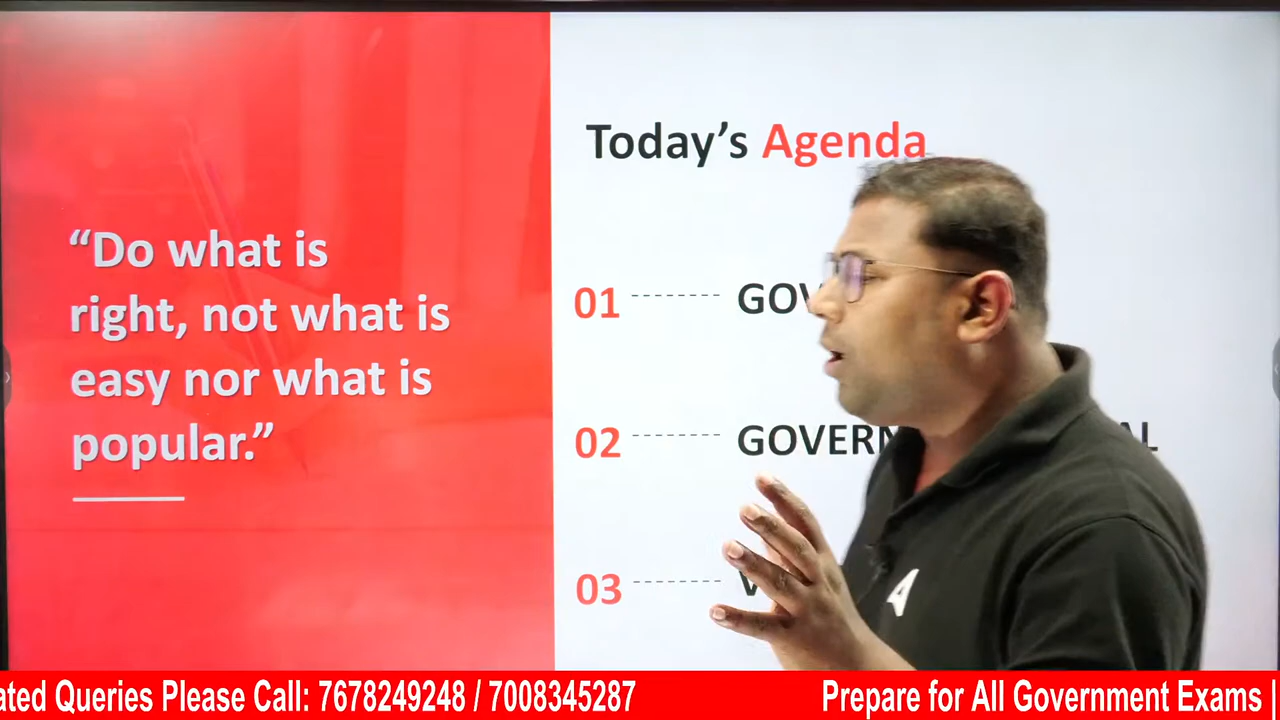 “Do what is
right, not what is
easy nor what is
popular.”
Today’s Agenda
01
02
03
ated Queries Please Call: 7678249248 / 7008345287
Prepare for All Government Exams |